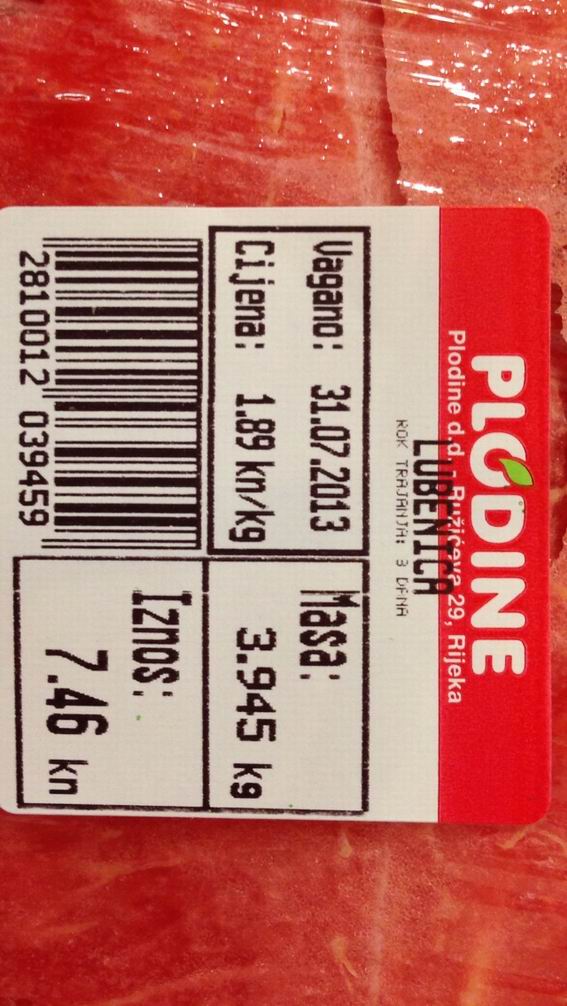 PLODINE
Plodine d.d. - Ružićeva 29, Rijeka
LUBENICA
ROK TRAJANJA: 3 DANA
Vagano: 31.07.2013
Cijena: 1.89 kn/kg
Masa:
3.945 kg
Iznos:
7.46 kn
2810012 039459